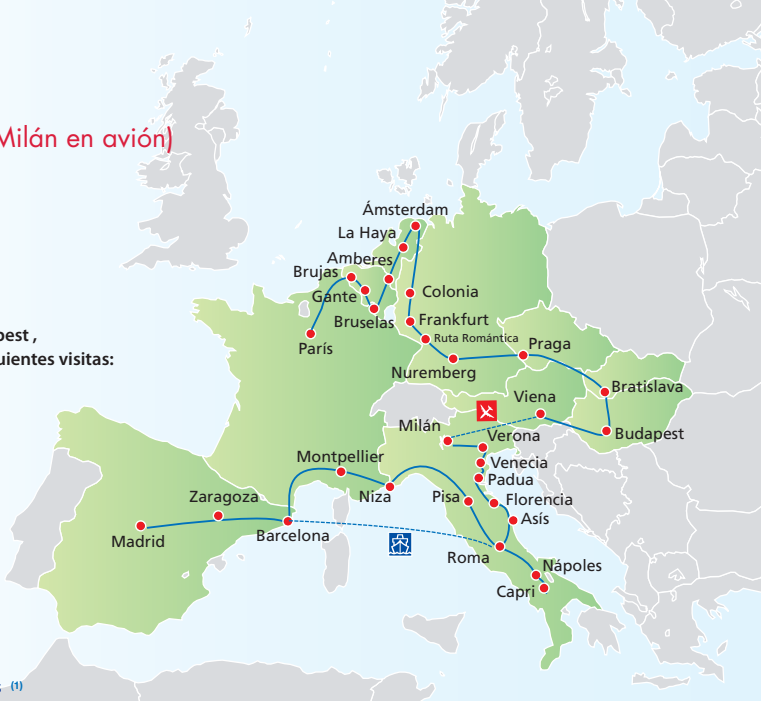 Milán en avión)
Ámsterdam
La Haya
Amberes
Brujas
Gante
Colonia
Bruselas
Frankfurt
pest ,
Ruta Romántica
París
Praga
uientes visitas:
Nuremberg
Bratislava
Viena
Milán
Verona
Budapest
Montpellier
Venecia
Padua
Zaragoza
Niza
Pisa
Florencia
Asís
Madrid
Barcelona
Roma
Nápoles
Capri
(1)